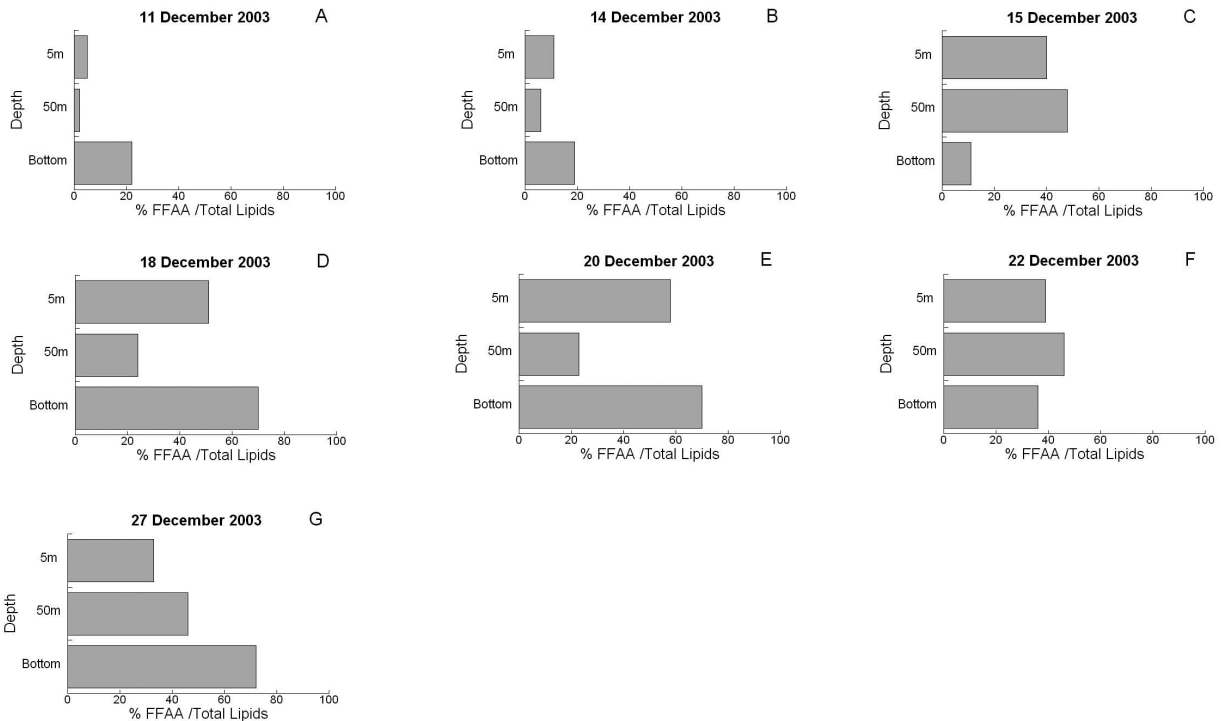 11 December 2003 A
5m
50m
Bottom
Depth
0 20 40 60 80 100
% FFAA /Total Lipids
14 December 2003 B
5m
50m
Bottom
Depth
0 20 40 60 80 100
% FFAA /Total Lipids
15 December 2003 C
5m
50m
Bottom
Depth
0 20 40 60 80 100
% FFAA /Total Lipids
18 December 2003 D
5m
50m
Bottom
Depth
0 20 40 60 80 100
% FFAA /Total Lipids
20 December 2003 E
5m
50m
Bottom
Depth
0 20 40 60 80 100
% FFAA /Total Lipids
22 December 2003 F
5m
50m
Bottom
Depth
0 20 40 60 80 100
% FFAA /Total Lipids
27 December 2003 G
5m
50m
Bottom
Depth
0 20 40 60 80 100
% FFAA /Total Lipids